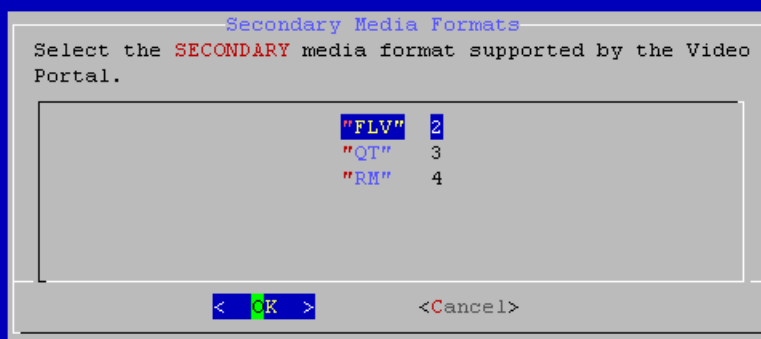 Secondary Media Formats
Select the SECONDARY media format supported by the Video
Portal.
"FLV" 2
"QT" 3
"RM" 4
< OK > <Cancel>